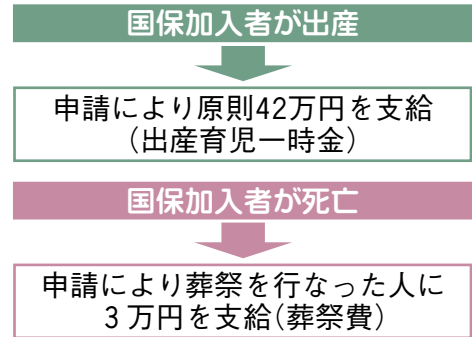 国保加入者が出産
申請により原則42万円を支給
(出産育児一時金)
国保加入者が死亡
申請により葬祭を行なった人に
3万円を支給(葬祭費)